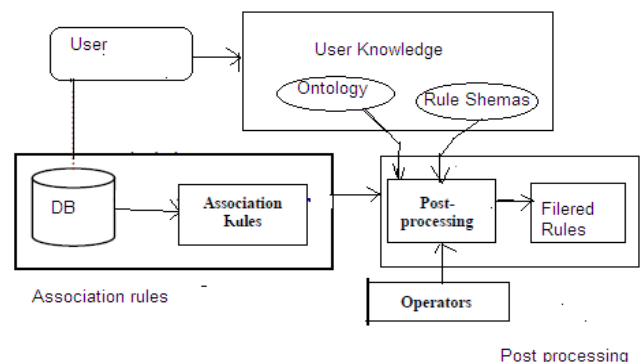 User
User Knowledge
Ontology
Rule Shemas
DB
Association
Rules
Post-
processing
Filered
Rules
Association rules
Operators
Post processing